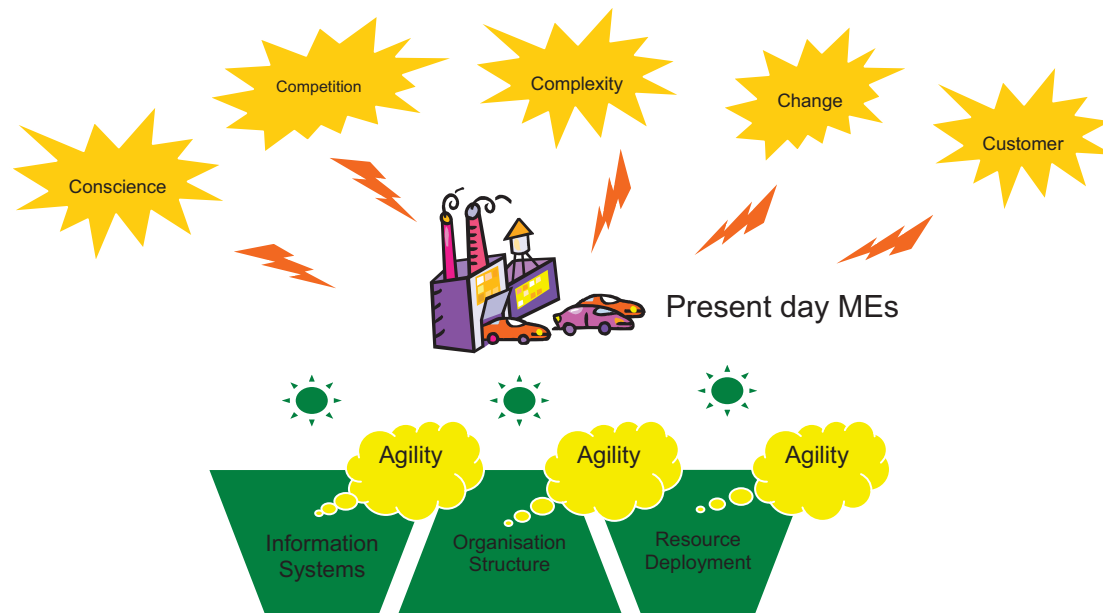 Conscience
Competition
Complexity
Change
Customer
Present day MEs
Agility
Agility
Agility
Information
Systems
Organisation
Structure
Resource
Deployment